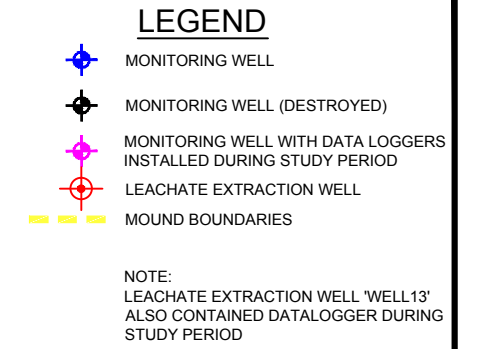 LEGEND
MONITORING WELL
MONITORING WELL (DESTROYED)
MONITORING WELL WITH DATA LOGGERS
INSTALLED DURING STUDY PERIOD
LEACHATE EXTRACTION WELL
MOUND BOUNDARIES
NOTE:
LEACHATE EXTRACTION WELL 'WELL13'
ALSO CONTAINED DATALOGGER DURING
STUDY PERIOD